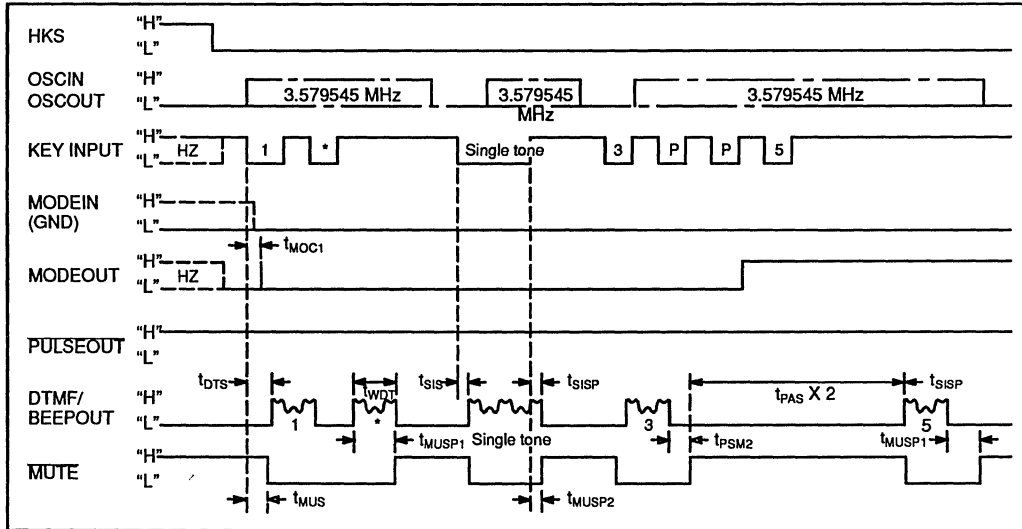 HKS "H"
"L"
OSCIN "H"
OSCOUT "L" 3.579545 MHz 3.579545 MHz 3.579545 MHz
KEY INPUT "H" HZ 1 * Single tone 3 P P 5
"L"
MODEIN "H"
(GND) "L"
tMOC1
MODEOUT "H" HZ
"L"
PULSEOUT "H"
"L"
tDTS tWDT tSIS tSISP tPAS X 2 tSISP
DTMF/ "H"
BEEPOUT "L" 1 * Single tone 3 5
tMUSP1 tPSM2 tMUSP1
MUTE "H"
"L"
tMUS tMUSP2